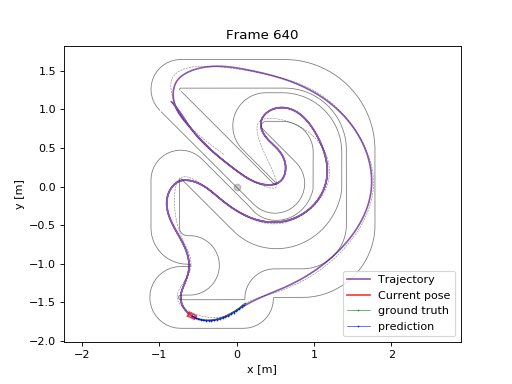 Frame 640
1.5
1.0
0.5
0.0
−0.5
−1.0
−1.5
−2.0
y [m]
−2
−1
0
1
2
x [m]
Trajectory
Current pose
ground truth
prediction